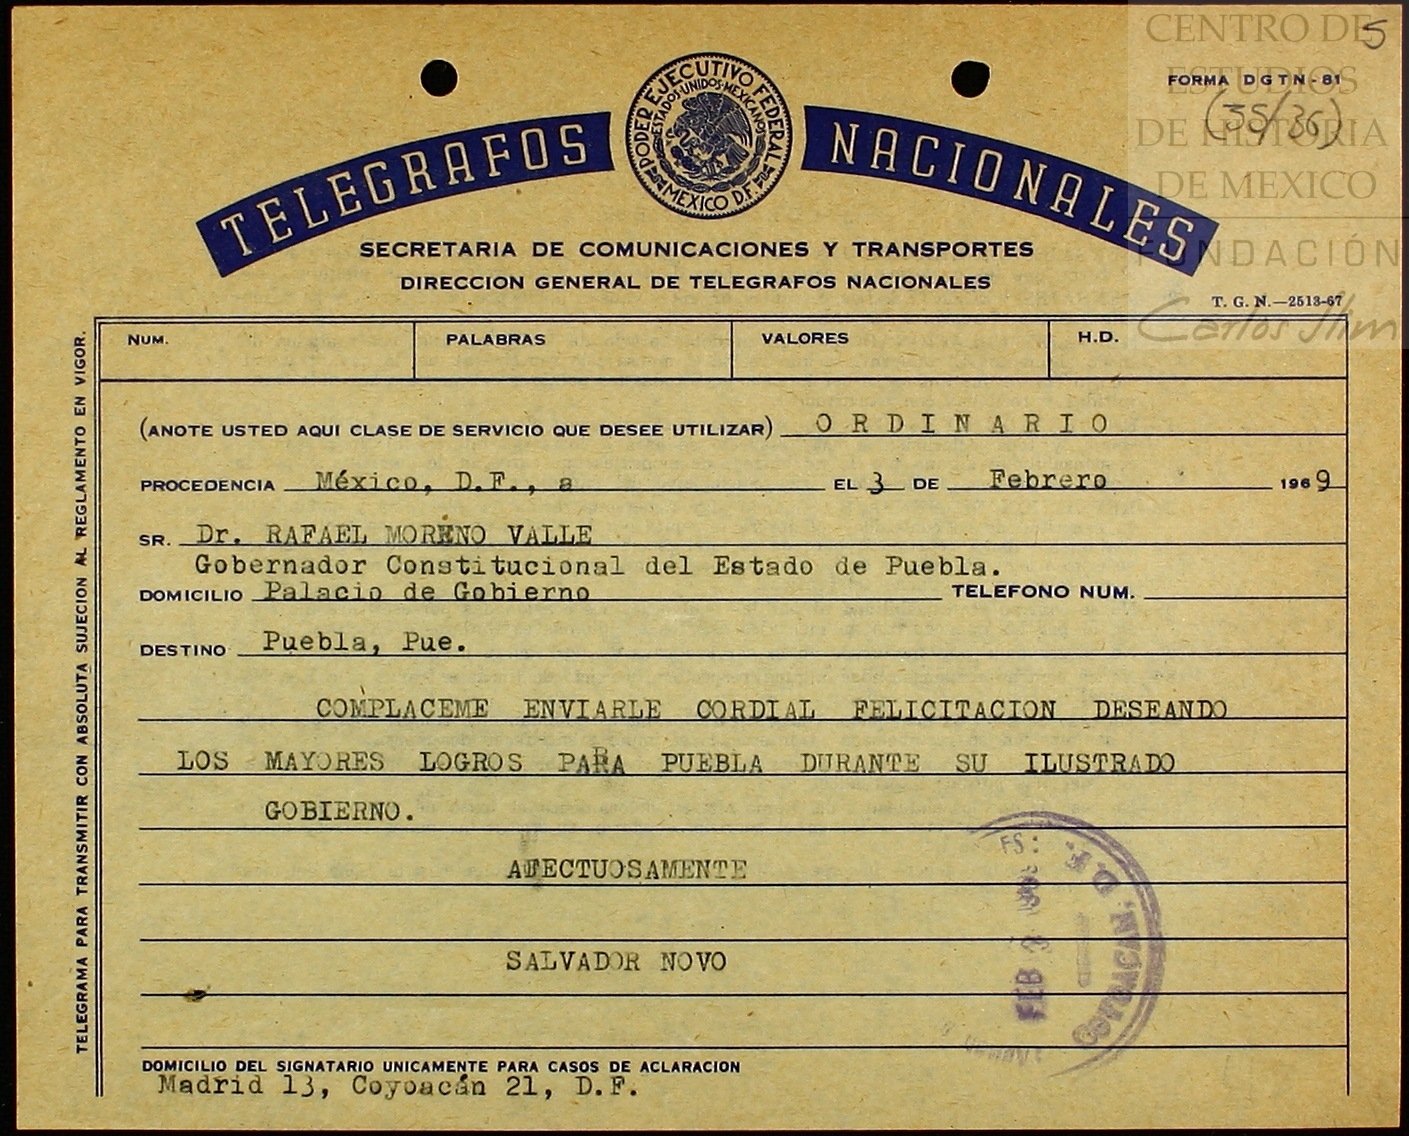 CENTRO DE
ESTUDIOS
DE HISTORIA
DE MEXICO
FUNDACIÓN
Carlos Slim
5
FORMA DGTN-81
(35/36)
TELEGRAFOS NACIONALES
PODER EJECUTIVO FEDERAL
ESTADOS·UNIDOS·MEXICANOS
MEXICO D.F.
SECRETARIA DE COMUNICACIONES Y TRANSPORTES
DIRECCION GENERAL DE TELEGRAFOS NACIONALES
T. G. N.—2513-67
NUM. PALABRAS VALORES H.D.
(ANOTE USTED AQUI CLASE DE SERVICIO QUE DESEE UTILIZAR) O R D I N A R I O
PROCEDENCIA México, D.F., a EL 3 DE Febrero 1969
SR. Dr. RAFAEL MORENO VALLE
Gobernador Constitucional del Estado de Puebla.
DOMICILIO Palacio de Gobierno TELEFONO NUM.
DESTINO Puebla, Pue.
COMPLACEME ENVIARLE CORDIAL FELICITACION DESEANDO
LOS MAYORES LOGROS PARA PUEBLA DURANTE SU ILUSTRADO
GOBIERNO.
AFECTUOSAMENTE
SALVADOR NOVO
COYOACAN, D.F.
FEB 3
DOMICILIO DEL SIGNATARIO UNICAMENTE PARA CASOS DE ACLARACION
Madrid 13, Coyoacán 21, D.F.
TELEGRAMA PARA TRANSMITIR CON ABSOLUTA SUJECION AL REGLAMENTO EN VIGOR.